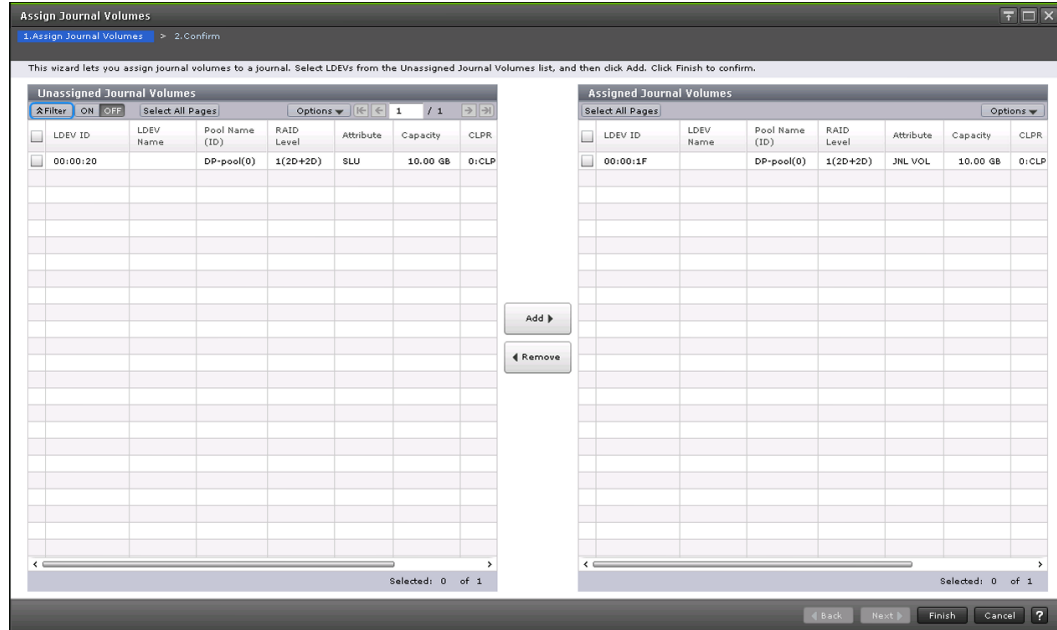 Assign Journal Volumes
1.Assign Journal Volumes > 2.Confirm
This wizard lets you assign journal volumes to a journal. Select LDEVs from the Unassigned Journal Volumes list, and then click Add. Click Finish to confirm.
Unassigned Journal Volumes
Filter ON OFF Select All Pages Options 1 / 1
LDEV ID LDEV Name Pool Name (ID) RAID Level Attribute Capacity CLPR
00:00:20 DP-pool(0) 1(2D+2D) SLU 10.00 GB 0:CLP
Selected: 0 of 1
Add
Remove
Assigned Journal Volumes
Select All Pages Options
LDEV ID LDEV Name Pool Name (ID) RAID Level Attribute Capacity CLPR
00:00:1F DP-pool(0) 1(2D+2D) JNL VOL 10.00 GB 0:CLP
Selected: 0 of 1
Back Next Finish Cancel ?